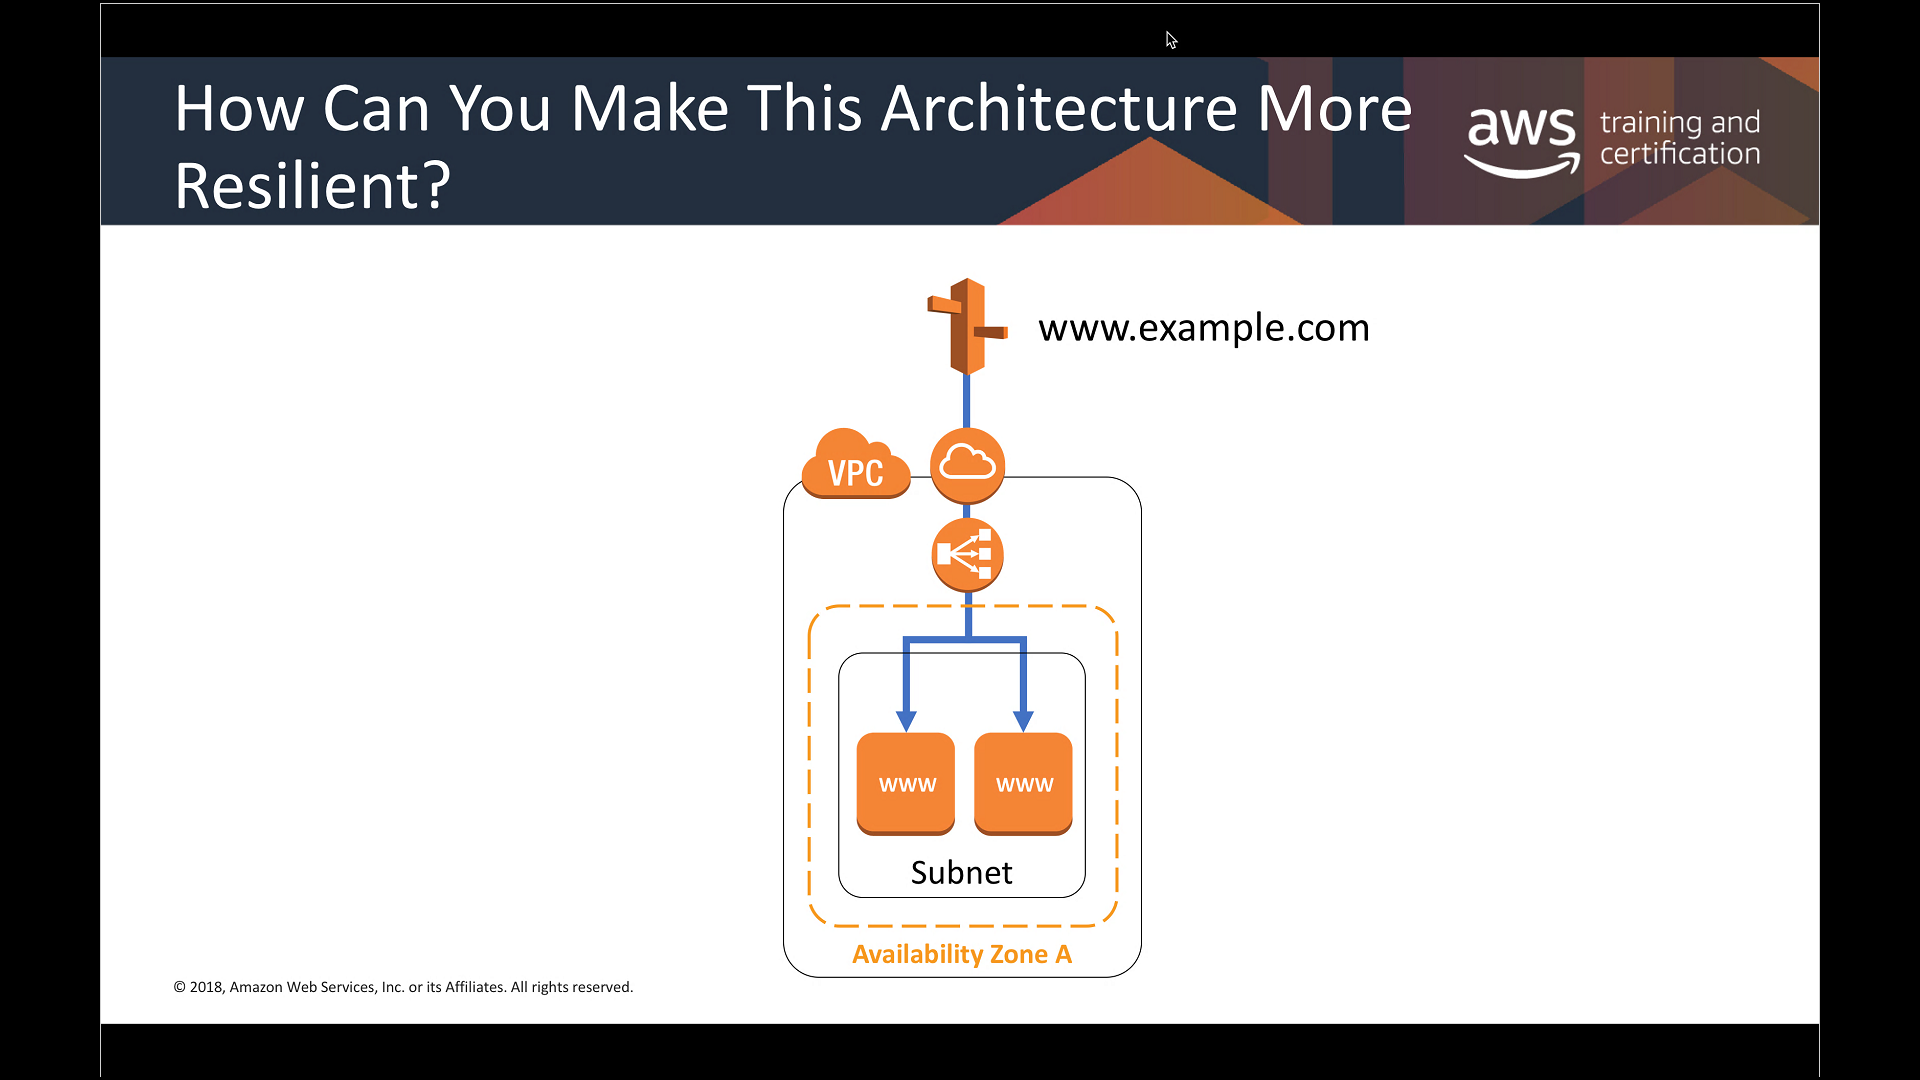 How Can You Make This Architecture More
Resilient?
aws
training and
certification
www.example.com
VPC
www
www
Subnet
Availability Zone A
© 2018, Amazon Web Services, Inc. or its Affiliates. All rights reserved.